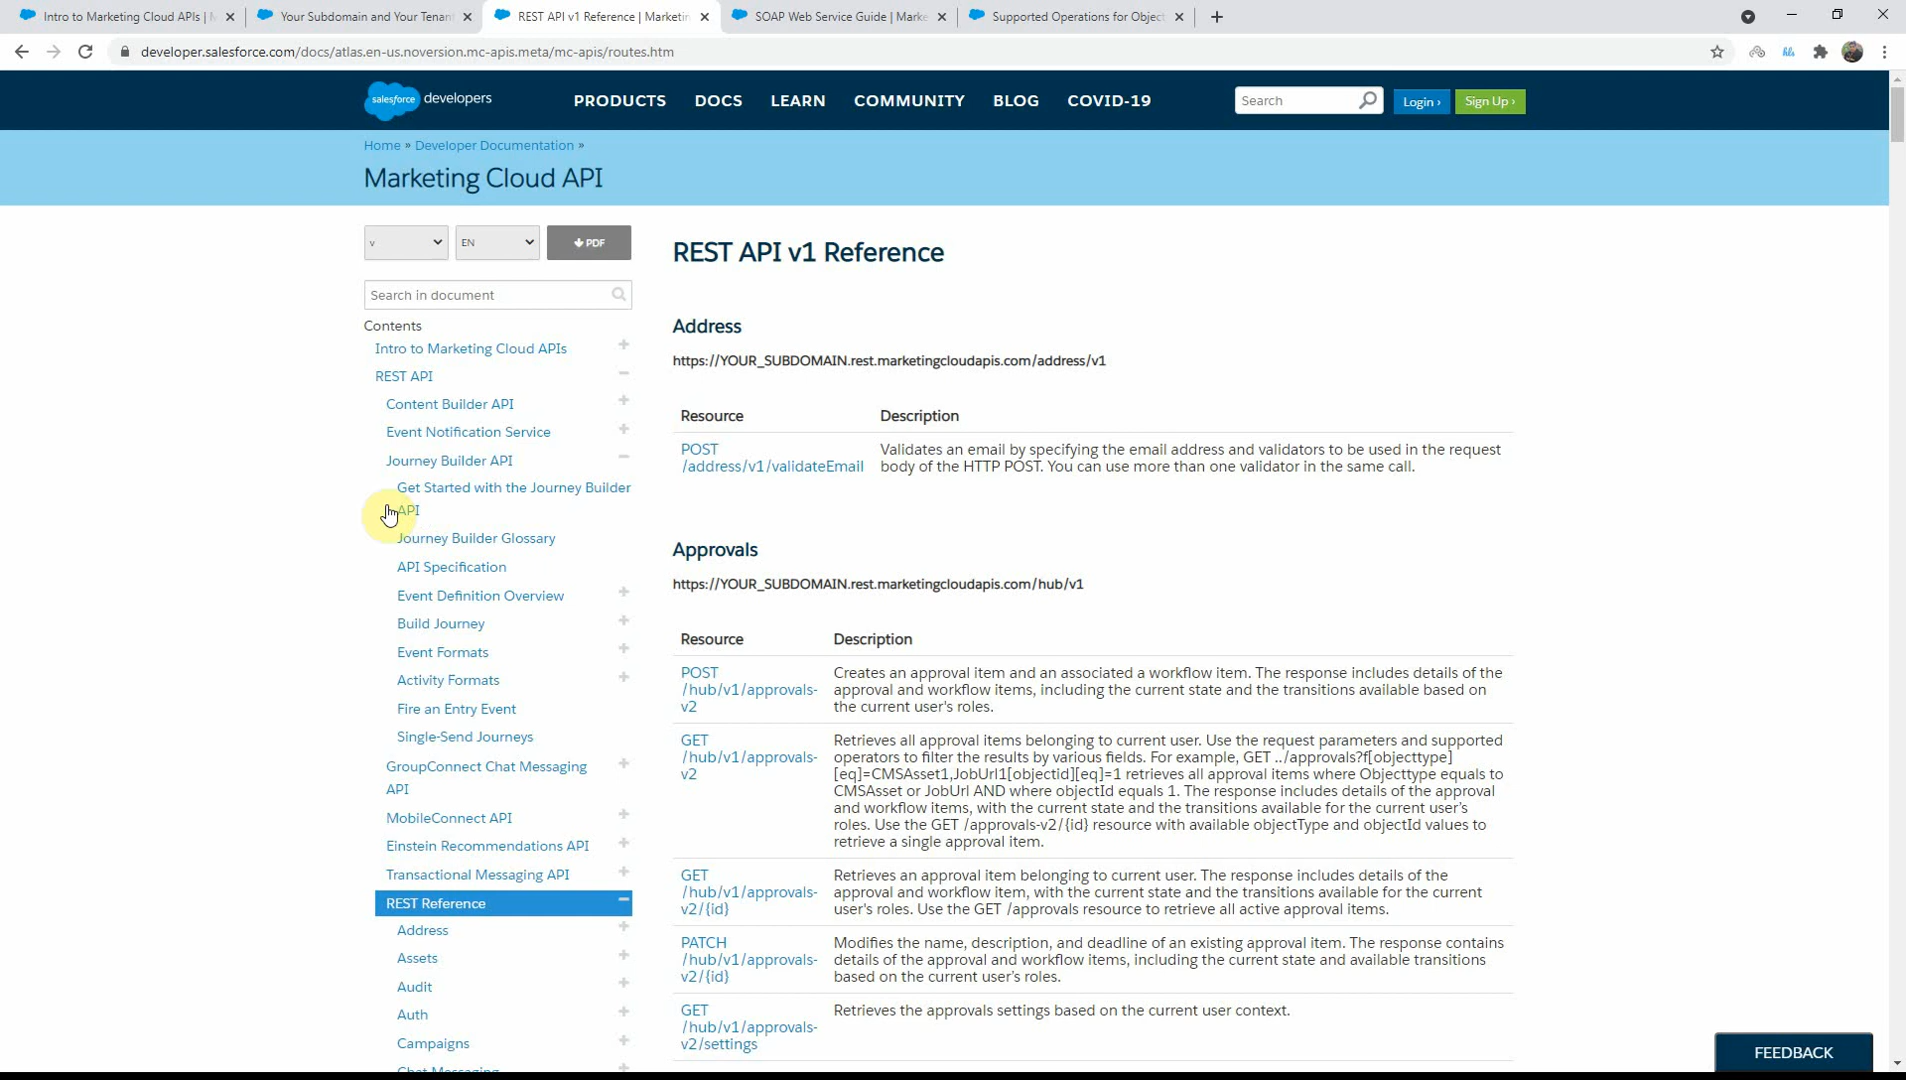 Intro to Marketing Cloud APIs | M
Your Subdomain and Your Tenant
REST API v1 Reference | Marketin
SOAP Web Service Guide | Marke
Supported Operations for Object
developer.salesforce.com/docs/atlas.en-us.noversion.mc-apis.meta/mc-apis/routes.htm
salesforce developers
PRODUCTS DOCS LEARN COMMUNITY BLOG COVID-19
Search
Login ›
Sign Up ›
Home » Developer Documentation »
Marketing Cloud API
v
EN
PDF
Search in document
Contents
Intro to Marketing Cloud APIs
REST API
Content Builder API
Event Notification Service
Journey Builder API
Get Started with the Journey Builder
API
Journey Builder Glossary
API Specification
Event Definition Overview
Build Journey
Event Formats
Activity Formats
Fire an Entry Event
Single-Send Journeys
GroupConnect Chat Messaging
API
MobileConnect API
Einstein Recommendations API
Transactional Messaging API
REST Reference
Address
Assets
Audit
Auth
Campaigns
Chat Messaging
REST API v1 Reference
Address
https://YOUR_SUBDOMAIN.rest.marketingcloudapis.com/address/v1
Resource Description
POST
/address/v1/validateEmail
Validates an email by specifying the email address and validators to be used in the request
body of the HTTP POST. You can use more than one validator in the same call.
Approvals
https://YOUR_SUBDOMAIN.rest.marketingcloudapis.com/hub/v1
Resource Description
POST
/hub/v1/approvals-
v2
Creates an approval item and an associated a workflow item. The response includes details of the
approval and workflow items, including the current state and the transitions available based on
the current user's roles.
GET
/hub/v1/approvals-
v2
Retrieves all approval items belonging to current user. Use the request parameters and supported
operators to filter the results by various fields. For example, GET ../approvals?f[objecttype]
[eq]=CMSAsset1,JobUrl1[objectid][eq]=1 retrieves all approval items where Objecttype equals to
CMSAsset or JobUrl AND where objectId equals 1. The response includes details of the approval
and workflow items, with the current state and the transitions available for the current user's
roles. Use the GET /approvals-v2/{id} resource with available objectType and objectId values to
retrieve a single approval item.
GET
/hub/v1/approvals-
v2/{id}
Retrieves an approval item belonging to current user. The response includes details of the
approval and workflow item, with the current state and the transitions available for the current
user's roles. Use the GET /approvals resource to retrieve all active approval items.
PATCH
/hub/v1/approvals-
v2/{id}
Modifies the name, description, and deadline of an existing approval item. The response contains
details of the approval and workflow items, including the current state and available transitions
based on the current user's roles.
GET
/hub/v1/approvals-
v2/settings
Retrieves the approvals settings based on the current user context.
FEEDBACK